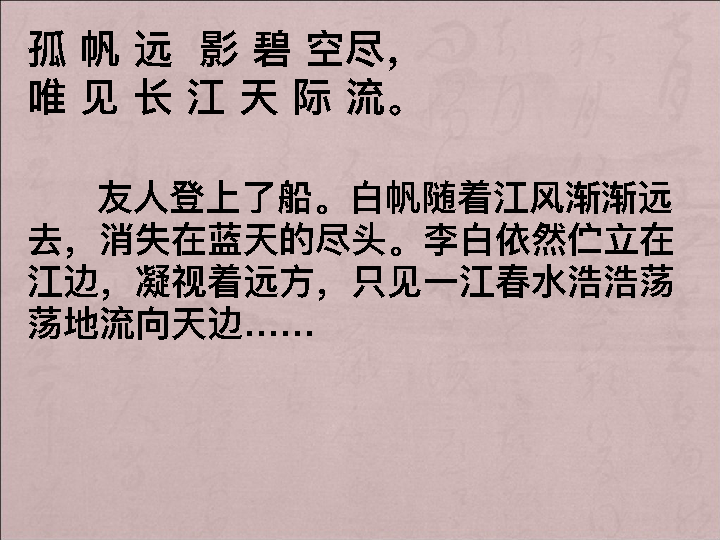 孤 帆 远 影 碧 空尽，
唯 见 长 江 天 际 流。
友人登上了船。白帆随着江风渐渐远
去，消失在蓝天的尽头。李白依然伫立在
江边，凝视着远方，只见一江春水浩浩荡
荡地流向天边……